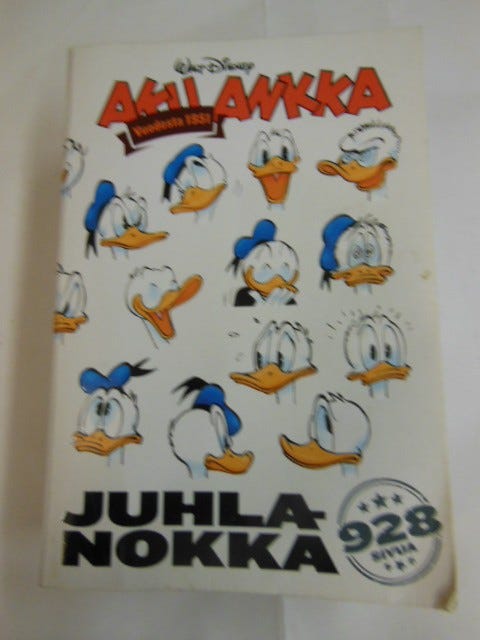 Walt Disney
AKU ANKKA
Vuodesta 1951
JUHLA-
NOKKA
928
SIVUA